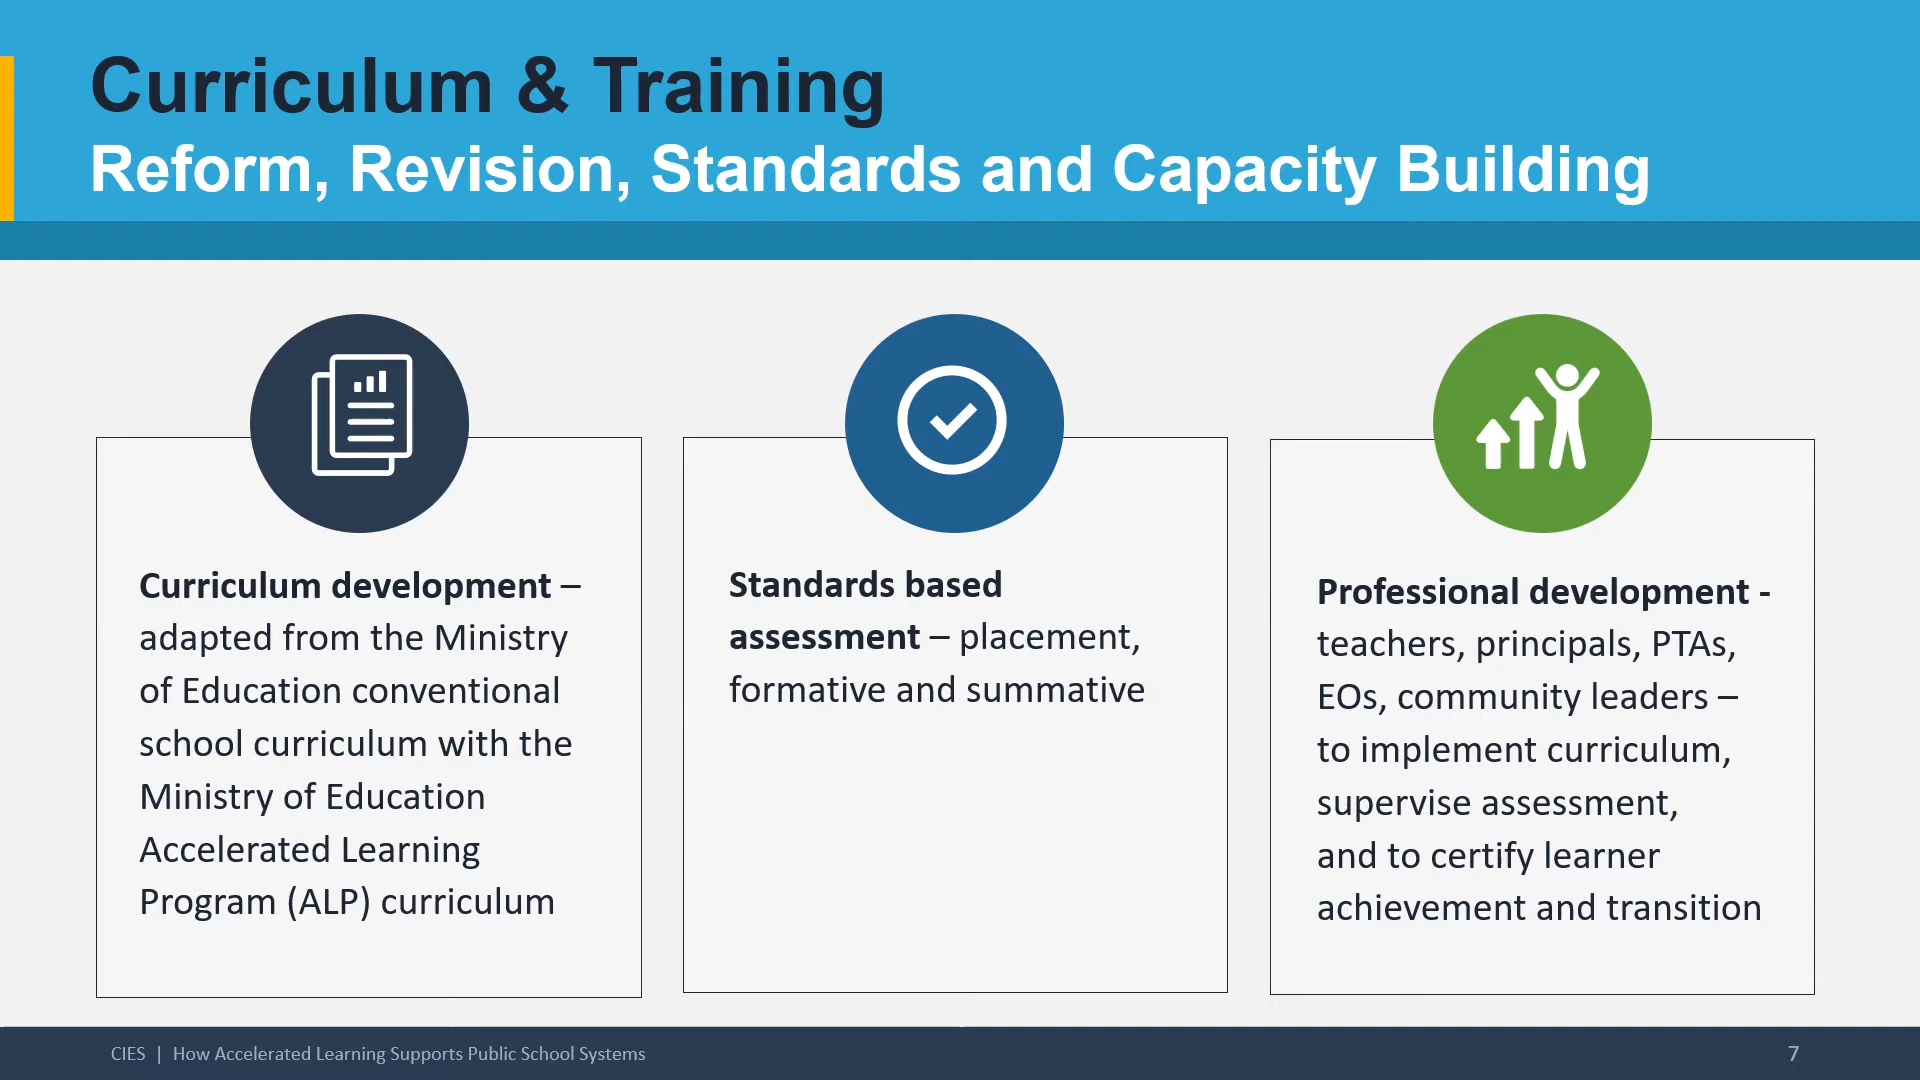 Curriculum & Training
Reform, Revision, Standards and Capacity Building
Curriculum development –
adapted from the Ministry
of Education conventional
school curriculum with the
Ministry of Education
Accelerated Learning
Program (ALP) curriculum
Standards based
assessment – placement,
formative and summative
Professional development -
teachers, principals, PTAs,
EOs, community leaders –
to implement curriculum,
supervise assessment,
and to certify learner
achievement and transition
CIES | How Accelerated Learning Supports Public School Systems
7